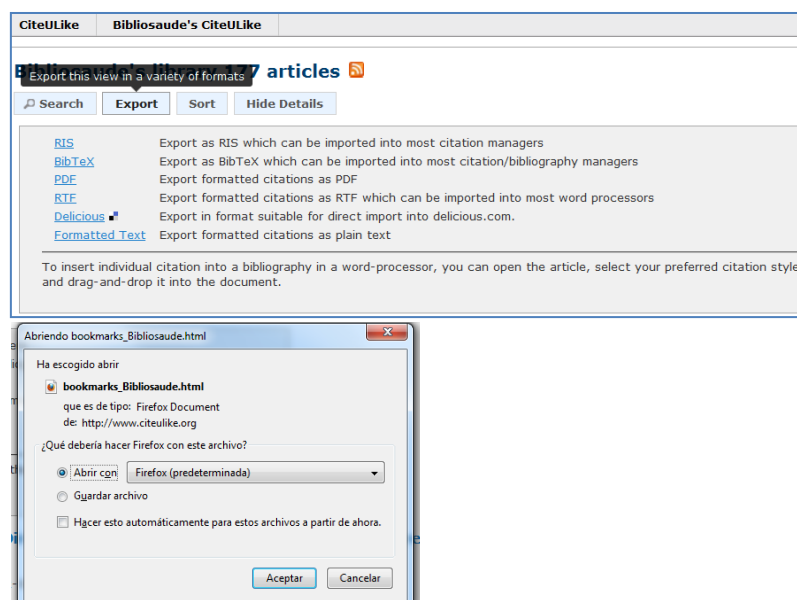 CiteULike Bibliosaude's CiteULike
Bibliosaude's library 177 articles
Export this view in a variety of formats
Search Export Sort Hide Details
RIS Export as RIS which can be imported into most citation managers
BibTeX Export as BibTeX which can be imported into most citation/bibliography managers
PDF Export formatted citations as PDF
RTF Export formatted citations as RTF which can be imported into most word processors
Delicious Export in format suitable for direct import into delicious.com.
Formatted Text Export formatted citations as plain text
To insert individual citation into a bibliography in a word-processor, you can open the article, select your preferred citation style
and drag-and-drop it into the document.
Abriendo bookmarks_Bibliosaude.html
Ha escogido abrir
bookmarks_Bibliosaude.html
que es de tipo: Firefox Document
de: http://www.citeulike.org
¿Qué debería hacer Firefox con este archivo?
Abrir con Firefox (predeterminada)
Guardar archivo
Hacer esto automáticamente para estos archivos a partir de ahora.
Aceptar Cancelar